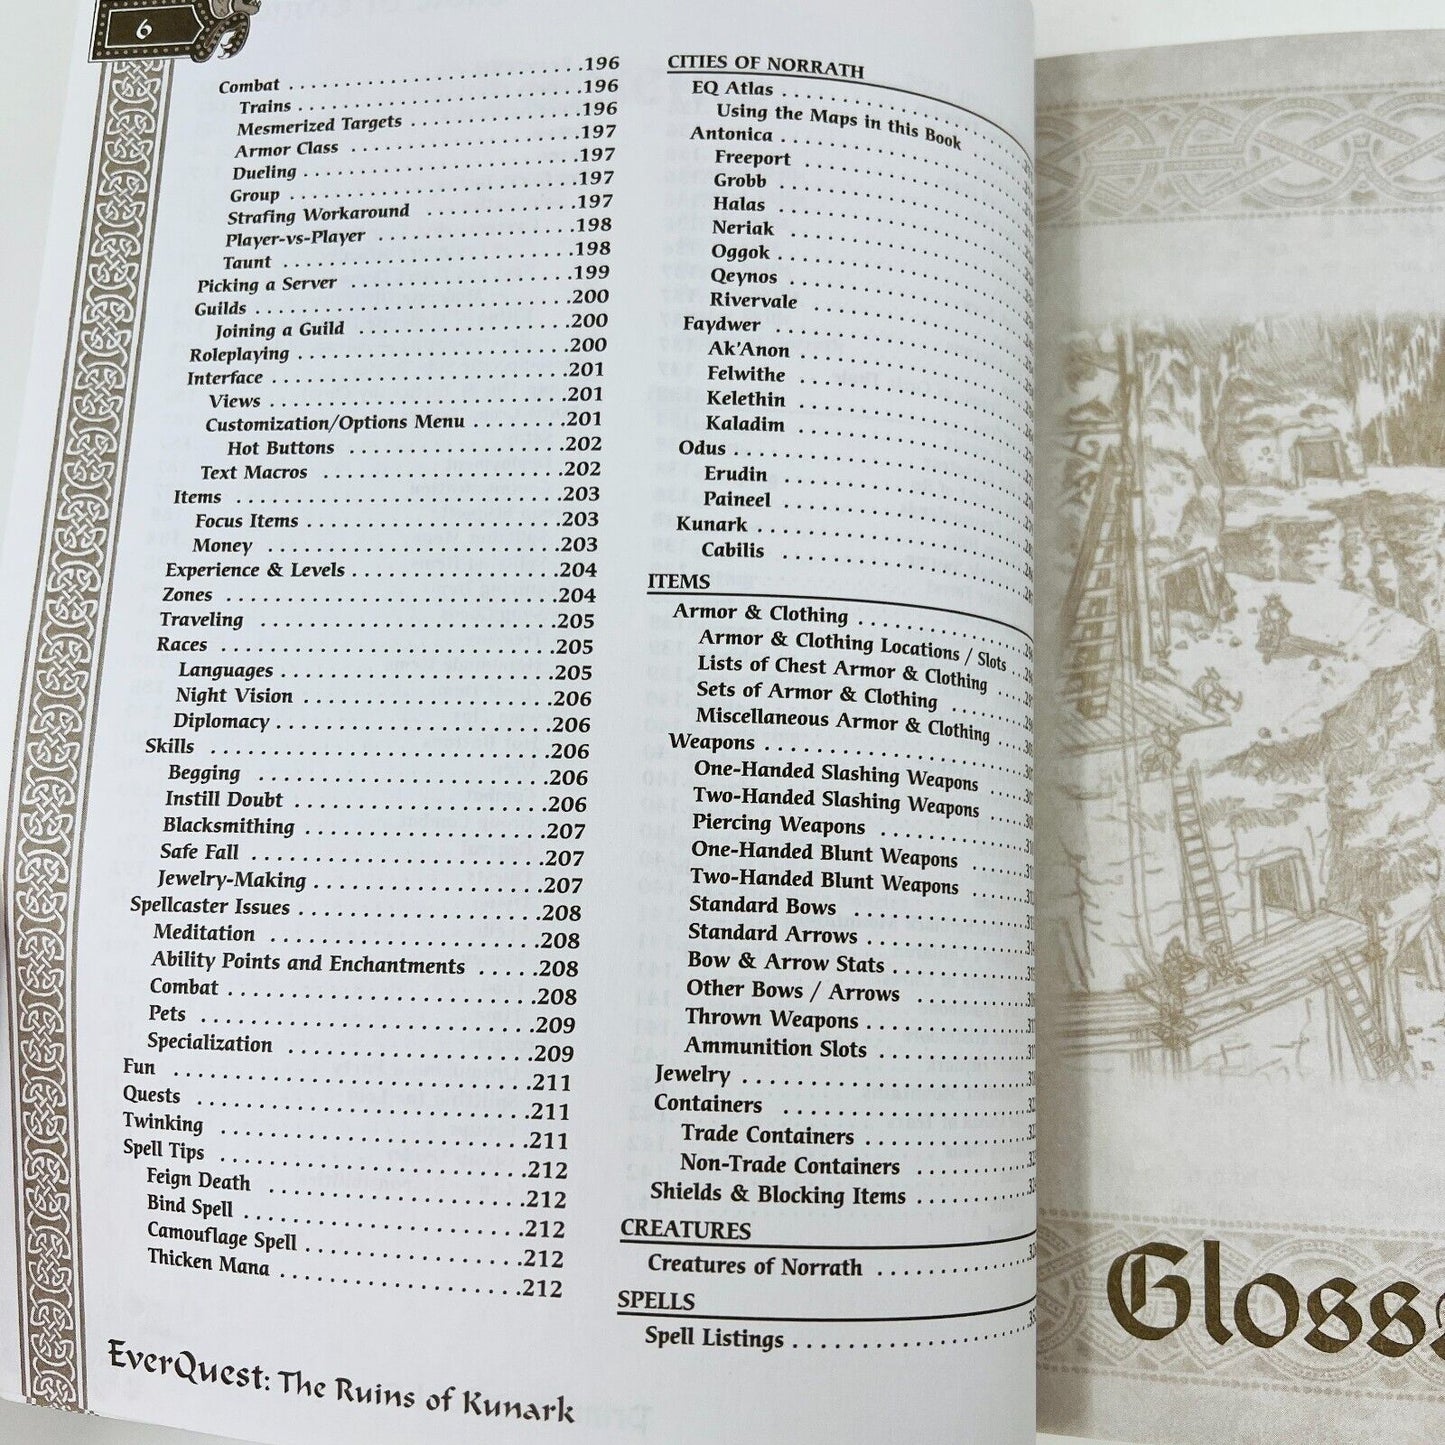 6
Combat . . . . . . . . . . . . . . . . . . . . . .196
Trains . . . . . . . . . . . . . . . . . . . . .196
Mesmerized Targets . . . . . . . . . . . .196
Armor Class . . . . . . . . . . . . . . . . .197
Dueling . . . . . . . . . . . . . . . . . . . .197
Group . . . . . . . . . . . . . . . . . . . . .197
Strafing Workaround . . . . . . . . . . .197
Player-vs-Player . . . . . . . . . . . . . .198
Taunt . . . . . . . . . . . . . . . . . . . . .198
Picking a Server . . . . . . . . . . . . . . . .199
Guilds . . . . . . . . . . . . . . . . . . . . . .200
Joining a Guild . . . . . . . . . . . . . . .200
Roleplaying . . . . . . . . . . . . . . . . . . .200
Interface . . . . . . . . . . . . . . . . . . . . .201
Views . . . . . . . . . . . . . . . . . . . . .201
Customization/Options Menu . . . . . . . .201
Hot Buttons . . . . . . . . . . . . . . .202
Text Macros . . . . . . . . . . . . . . . . .202
Items . . . . . . . . . . . . . . . . . . . . . .203
Focus Items . . . . . . . . . . . . . . . . .203
Money . . . . . . . . . . . . . . . . . . . .203
Experience & Levels . . . . . . . . . . . . . .204
Zones . . . . . . . . . . . . . . . . . . . . . .204
Traveling . . . . . . . . . . . . . . . . . . . .205
Races . . . . . . . . . . . . . . . . . . . . . .205
Languages . . . . . . . . . . . . . . . . . .205
Night Vision . . . . . . . . . . . . . . . . .206
Diplomacy . . . . . . . . . . . . . . . . . .206
Skills . . . . . . . . . . . . . . . . . . . . . .206
Begging . . . . . . . . . . . . . . . . . . .206
Instill Doubt . . . . . . . . . . . . . . . . .206
Blacksmithing . . . . . . . . . . . . . . . .207
Safe Fall . . . . . . . . . . . . . . . . . . .207
Jewelry-Making . . . . . . . . . . . . . . .207
Spellcaster Issues . . . . . . . . . . . . . . .208
Meditation . . . . . . . . . . . . . . . . . .208
Ability Points and Enchantments . . . . .208
Combat . . . . . . . . . . . . . . . . . . . .208
Pets . . . . . . . . . . . . . . . . . . . . . .209
Specialization . . . . . . . . . . . . . . . .209
Fun . . . . . . . . . . . . . . . . . . . . . . .211
Quests . . . . . . . . . . . . . . . . . . . . .211
Twinking . . . . . . . . . . . . . . . . . . . .211
Spell Tips . . . . . . . . . . . . . . . . . . . .212
Feign Death . . . . . . . . . . . . . . . . .212
Bind Spell . . . . . . . . . . . . . . . . . .212
Camouflage Spell . . . . . . . . . . . . . .212
Thicken Mana . . . . . . . . . . . . . . . .212
EverQuest: The Ruins of Kunark
CITIES OF NORRATH
EQ Atlas . . . . . . . . . . . . . . .
Using the Maps in this Book . . . .
Antonica . . . . . . . . . . . . . . .
Freeport . . . . . . . . . . . . . .
Grobb . . . . . . . . . . . . . . .
Halas . . . . . . . . . . . . . . .
Neriak . . . . . . . . . . . . . . .
Oggok . . . . . . . . . . . . . . .
Qeynos . . . . . . . . . . . . . .
Rivervale . . . . . . . . . . . . .
Faydwer . . . . . . . . . . . . . . .
Ak'Anon . . . . . . . . . . . . . .
Felwithe . . . . . . . . . . . . . .
Kelethin . . . . . . . . . . . . . .
Kaladim . . . . . . . . . . . . . .
Odus . . . . . . . . . . . . . . . . .
Erudin . . . . . . . . . . . . . . .
Paineel . . . . . . . . . . . . . .
Kunark . . . . . . . . . . . . . . . .
Cabilis . . . . . . . . . . . . . . .
ITEMS
Armor & Clothing . . . . . . . . . .
Armor & Clothing Locations / Slots . . .
Lists of Chest Armor & Clothing . . . .
Sets of Armor & Clothing . . . . . .
Miscellaneous Armor & Clothing . . . .
Weapons . . . . . . . . . . . . . . .
One-Handed Slashing Weapons . . . .
Two-Handed Slashing Weapons . . . .
Piercing Weapons . . . . . . . . . .
One-Handed Blunt Weapons . . . . .
Two-Handed Blunt Weapons . . . . .
Standard Bows . . . . . . . . . . .
Standard Arrows . . . . . . . . . .
Bow & Arrow Stats . . . . . . . . .
Other Bows / Arrows . . . . . . . .
Thrown Weapons . . . . . . . . . .
Ammunition Slots . . . . . . . . . .
Jewelry . . . . . . . . . . . . . . .
Containers . . . . . . . . . . . . . .
Trade Containers . . . . . . . . . .
Non-Trade Containers . . . . . . . .
Shields & Blocking Items . . . . . . .
CREATURES
Creatures of Norrath . . . . . . . . .
SPELLS
Spell Listings . . . . . . . . . . . . .